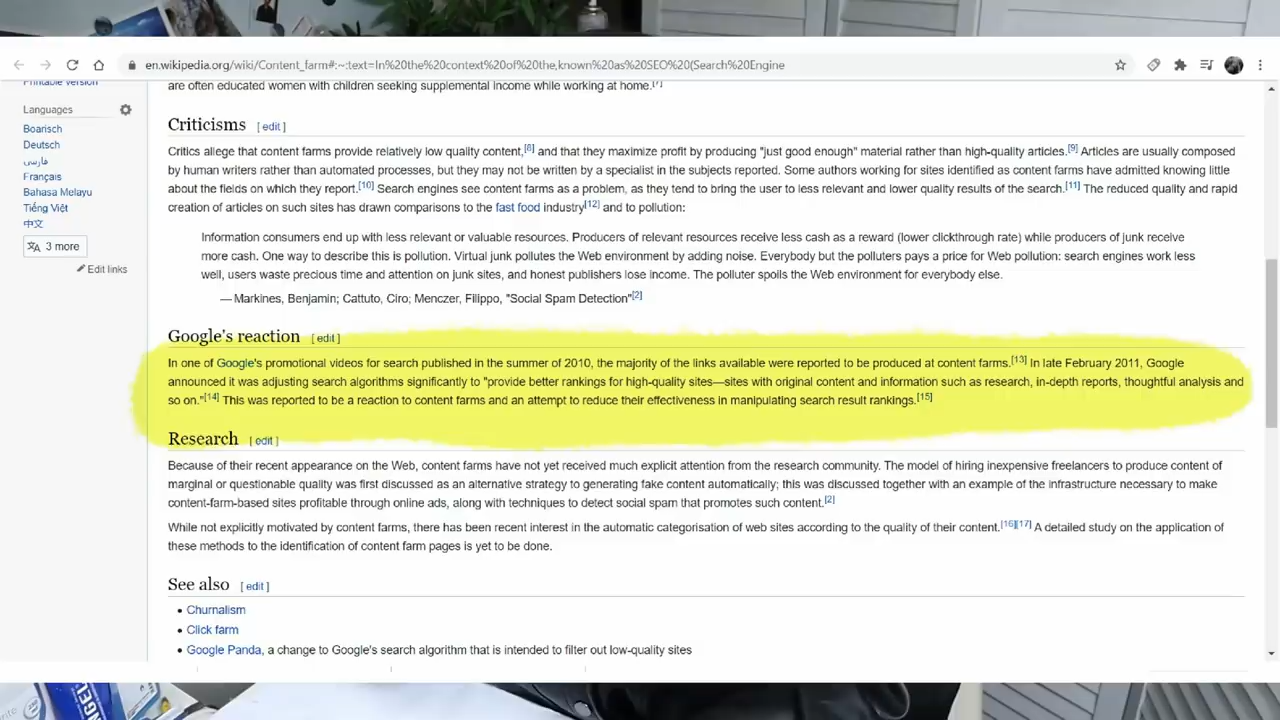 en.wikipedia.org/wiki/Content_farm#:~:text=In%20the%20context%20of%20the,known%20as%20SEO%20(Search%20Engine
Printable version
Languages
Boarisch
Deutsch
فارسی
Français
Bahasa Melayu
Tiếng Việt
中文
3 more
Edit links
are often educated women with children seeking supplemental income while working at home.[7]
Criticisms [ edit ]
Critics allege that content farms provide relatively low quality content,[8] and that they maximize profit by producing "just good enough" material rather than high-quality articles.[9] Articles are usually composed
by human writers rather than automated processes, but they may not be written by a specialist in the subjects reported. Some authors working for sites identified as content farms have admitted knowing little
about the fields on which they report.[10] Search engines see content farms as a problem, as they tend to bring the user to less relevant and lower quality results of the search.[11] The reduced quality and rapid
creation of articles on such sites has drawn comparisons to the fast food industry[12] and to pollution:
Information consumers end up with less relevant or valuable resources. Producers of relevant resources receive less cash as a reward (lower clickthrough rate) while producers of junk receive
more cash. One way to describe this is pollution. Virtual junk pollutes the Web environment by adding noise. Everybody but the polluters pays a price for Web pollution: search engines work less
well, users waste precious time and attention on junk sites, and honest publishers lose income. The polluter spoils the Web environment for everybody else.
— Markines, Benjamin; Cattuto, Ciro; Menczer, Filippo, "Social Spam Detection"[2]
Google's reaction [ edit ]
In one of Google's promotional videos for search published in the summer of 2010, the majority of the links available were reported to be produced at content farms.[13] In late February 2011, Google
announced it was adjusting search algorithms significantly to "provide better rankings for high-quality sites—sites with original content and information such as research, in-depth reports, thoughtful analysis and
so on."[14] This was reported to be a reaction to content farms and an attempt to reduce their effectiveness in manipulating search result rankings.[15]
Research [ edit ]
Because of their recent appearance on the Web, content farms have not yet received much explicit attention from the research community. The model of hiring inexpensive freelancers to produce content of
marginal or questionable quality was first discussed as an alternative strategy to generating fake content automatically; this was discussed together with an example of the infrastructure necessary to make
content-farm-based sites profitable through online ads, along with techniques to detect social spam that promotes such content.[2]
While not explicitly motivated by content farms, there has been recent interest in the automatic categorisation of web sites according to the quality of their content.[16][17] A detailed study on the application of
these methods to the identification of content farm pages is yet to be done.
See also [ edit ]
• Churnalism
• Click farm
• Google Panda, a change to Google's search algorithm that is intended to filter out low-quality sites